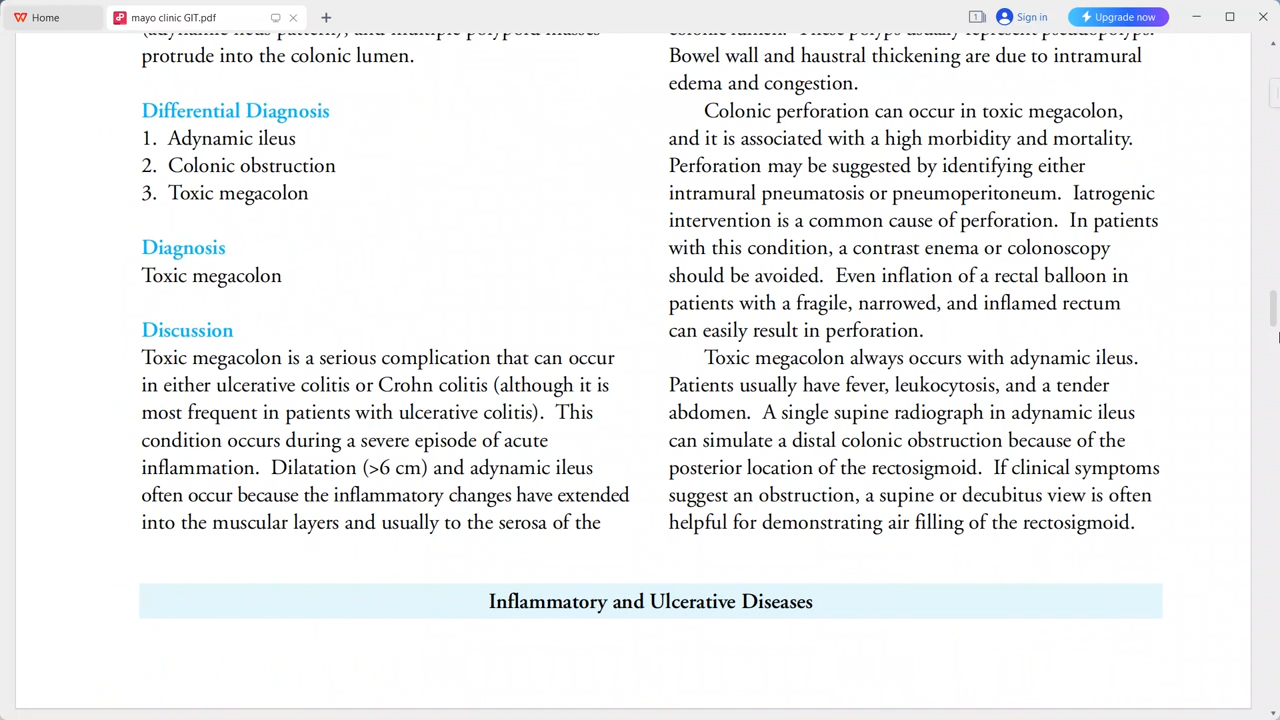 Home
mayo clinic GIT.pdf
1
Sign in
Upgrade now
protrude into the colonic lumen.
Differential Diagnosis
1. Adynamic ileus
2. Colonic obstruction
3. Toxic megacolon
Diagnosis
Toxic megacolon
Discussion
Toxic megacolon is a serious complication that can occur
in either ulcerative colitis or Crohn colitis (although it is
most frequent in patients with ulcerative colitis). This
condition occurs during a severe episode of acute
inflammation. Dilatation (>6 cm) and adynamic ileus
often occur because the inflammatory changes have extended
into the muscular layers and usually to the serosa of the
colonic lumen. These polyps usually represent pseudopolyps.
Bowel wall and haustral thickening are due to intramural
edema and congestion.
Colonic perforation can occur in toxic megacolon,
and it is associated with a high morbidity and mortality.
Perforation may be suggested by identifying either
intramural pneumatosis or pneumoperitoneum. Iatrogenic
intervention is a common cause of perforation. In patients
with this condition, a contrast enema or colonoscopy
should be avoided. Even inflation of a rectal balloon in
patients with a fragile, narrowed, and inflamed rectum
can easily result in perforation.
Toxic megacolon always occurs with adynamic ileus.
Patients usually have fever, leukocytosis, and a tender
abdomen. A single supine radiograph in adynamic ileus
can simulate a distal colonic obstruction because of the
posterior location of the rectosigmoid. If clinical symptoms
suggest an obstruction, a supine or decubitus view is often
helpful for demonstrating air filling of the rectosigmoid.
Inflammatory and Ulcerative Diseases